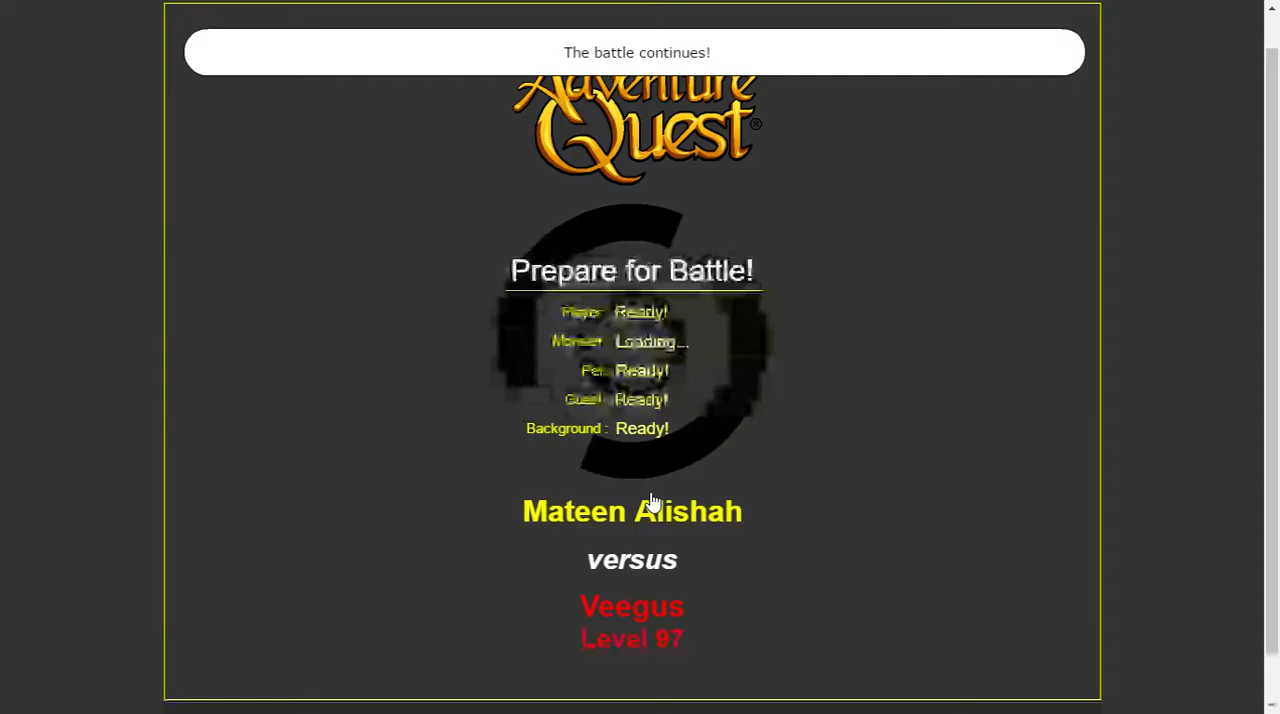 The battle continues!
Adventure
Quest®
Prepare for Battle!
Player Ready!
Monster Loading...
Pet Ready!
Guest Ready!
Background : Ready!
Mateen Alishah
versus
Veegus
Level 97